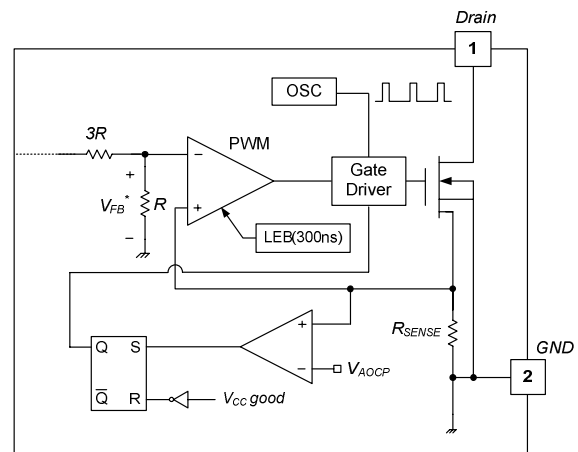 Drain
1
OSC
3R
PWM
−
+
Gate
Driver
+
V_FB*
R
−
LEB(300ns)
+
R_SENSE
GND
2
Q
S
−
V_AOCP
Q̅
R
V_CC good